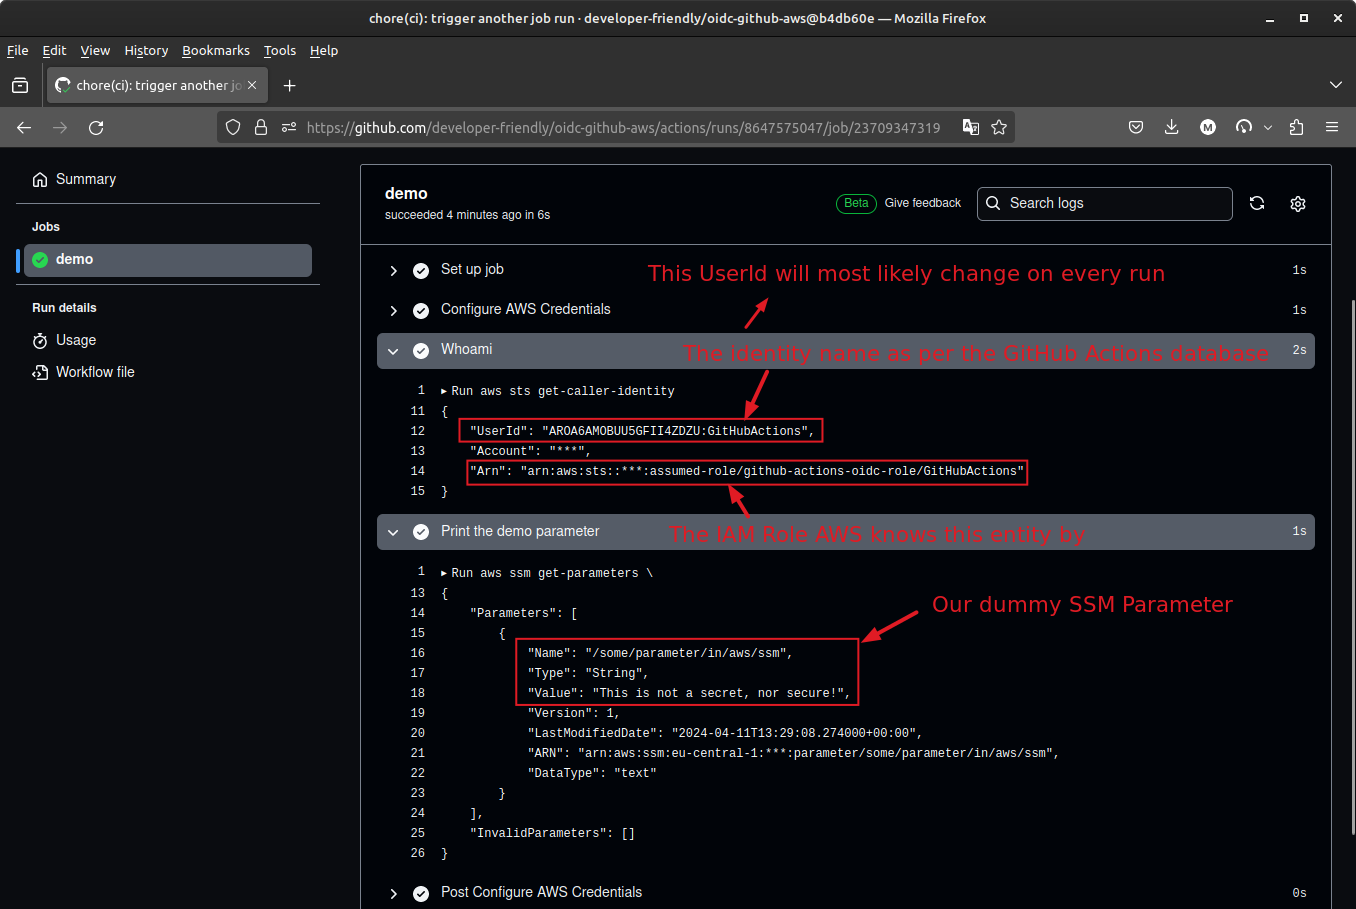 chore(ci): trigger another job run · developer-friendly/oidc-github-aws@b4db60e — Mozilla Firefox
File Edit View History Bookmarks Tools Help
chore(ci): trigger another jo
https://github.com/developer-friendly/oidc-github-aws/actions/runs/8647575047/job/23709347319
M
Summary
Jobs
demo
Run details
Usage
Workflow file
demo
succeeded 4 minutes ago in 6s
Beta Give feedback
Search logs
Set up job 1s
This UserId will most likely change on every run
Configure AWS Credentials 1s
Whoami 2s
The identity name as per the GitHub Actions database
1 Run aws sts get-caller-identity
11 {
12 "UserId": "AROA6AMOBUU5GFII4ZDZU:GitHubActions",
13 "Account": "***",
14 "Arn": "arn:aws:sts::***:assumed-role/github-actions-oidc-role/GitHubActions"
15 }
Print the demo parameter 1s
The IAM Role AWS knows this entity by
1 Run aws ssm get-parameters \
13 {
14 "Parameters": [
15 {
Our dummy SSM Parameter
16 "Name": "/some/parameter/in/aws/ssm",
17 "Type": "String",
18 "Value": "This is not a secret, nor secure!",
19 "Version": 1,
20 "LastModifiedDate": "2024-04-11T13:29:08.274000+00:00",
21 "ARN": "arn:aws:ssm:eu-central-1:***:parameter/some/parameter/in/aws/ssm",
22 "DataType": "text"
23 }
24 ],
25 "InvalidParameters": []
26 }
Post Configure AWS Credentials 0s